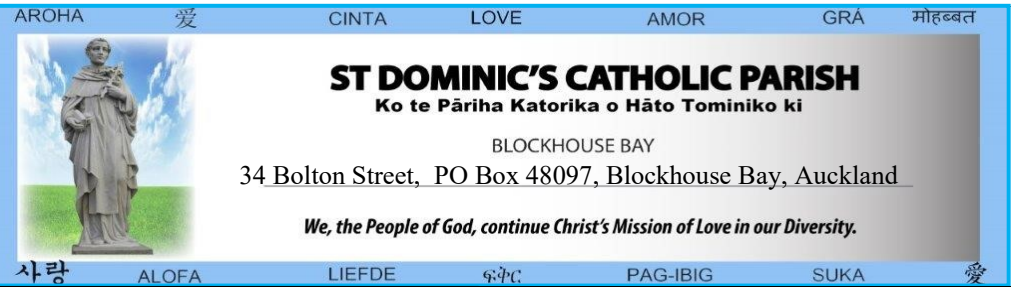 AROHA 爱 CINTA LOVE AMOR GRÁ मोहब्बत
ST DOMINIC'S CATHOLIC PARISH
Ko te Pāriha Katorika o Hāto Tominiko ki
BLOCKHOUSE BAY
34 Bolton Street, PO Box 48097, Blockhouse Bay, Auckland
We, the People of God, continue Christ's Mission of Love in our Diversity.
사랑 ALOFA LIEFDE ፍቅር PAG-IBIG SUKA 愛